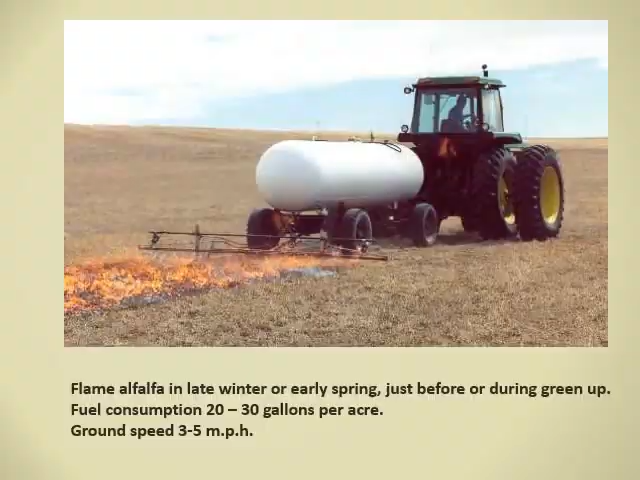 Flame alfalfa in late winter or early spring, just before or during green up.
Fuel consumption 20 – 30 gallons per acre.
Ground speed 3-5 m.p.h.